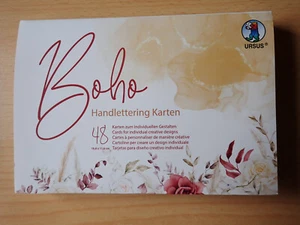 URSUS®
Boho
Handlettering Karten
48
Karten zum individuellen Gestalten
Cards for individual creative designs
Cartes à personnaliser de manière créative
Cartoline per creare un design individuale
Tarjetas para diseño creativo individual